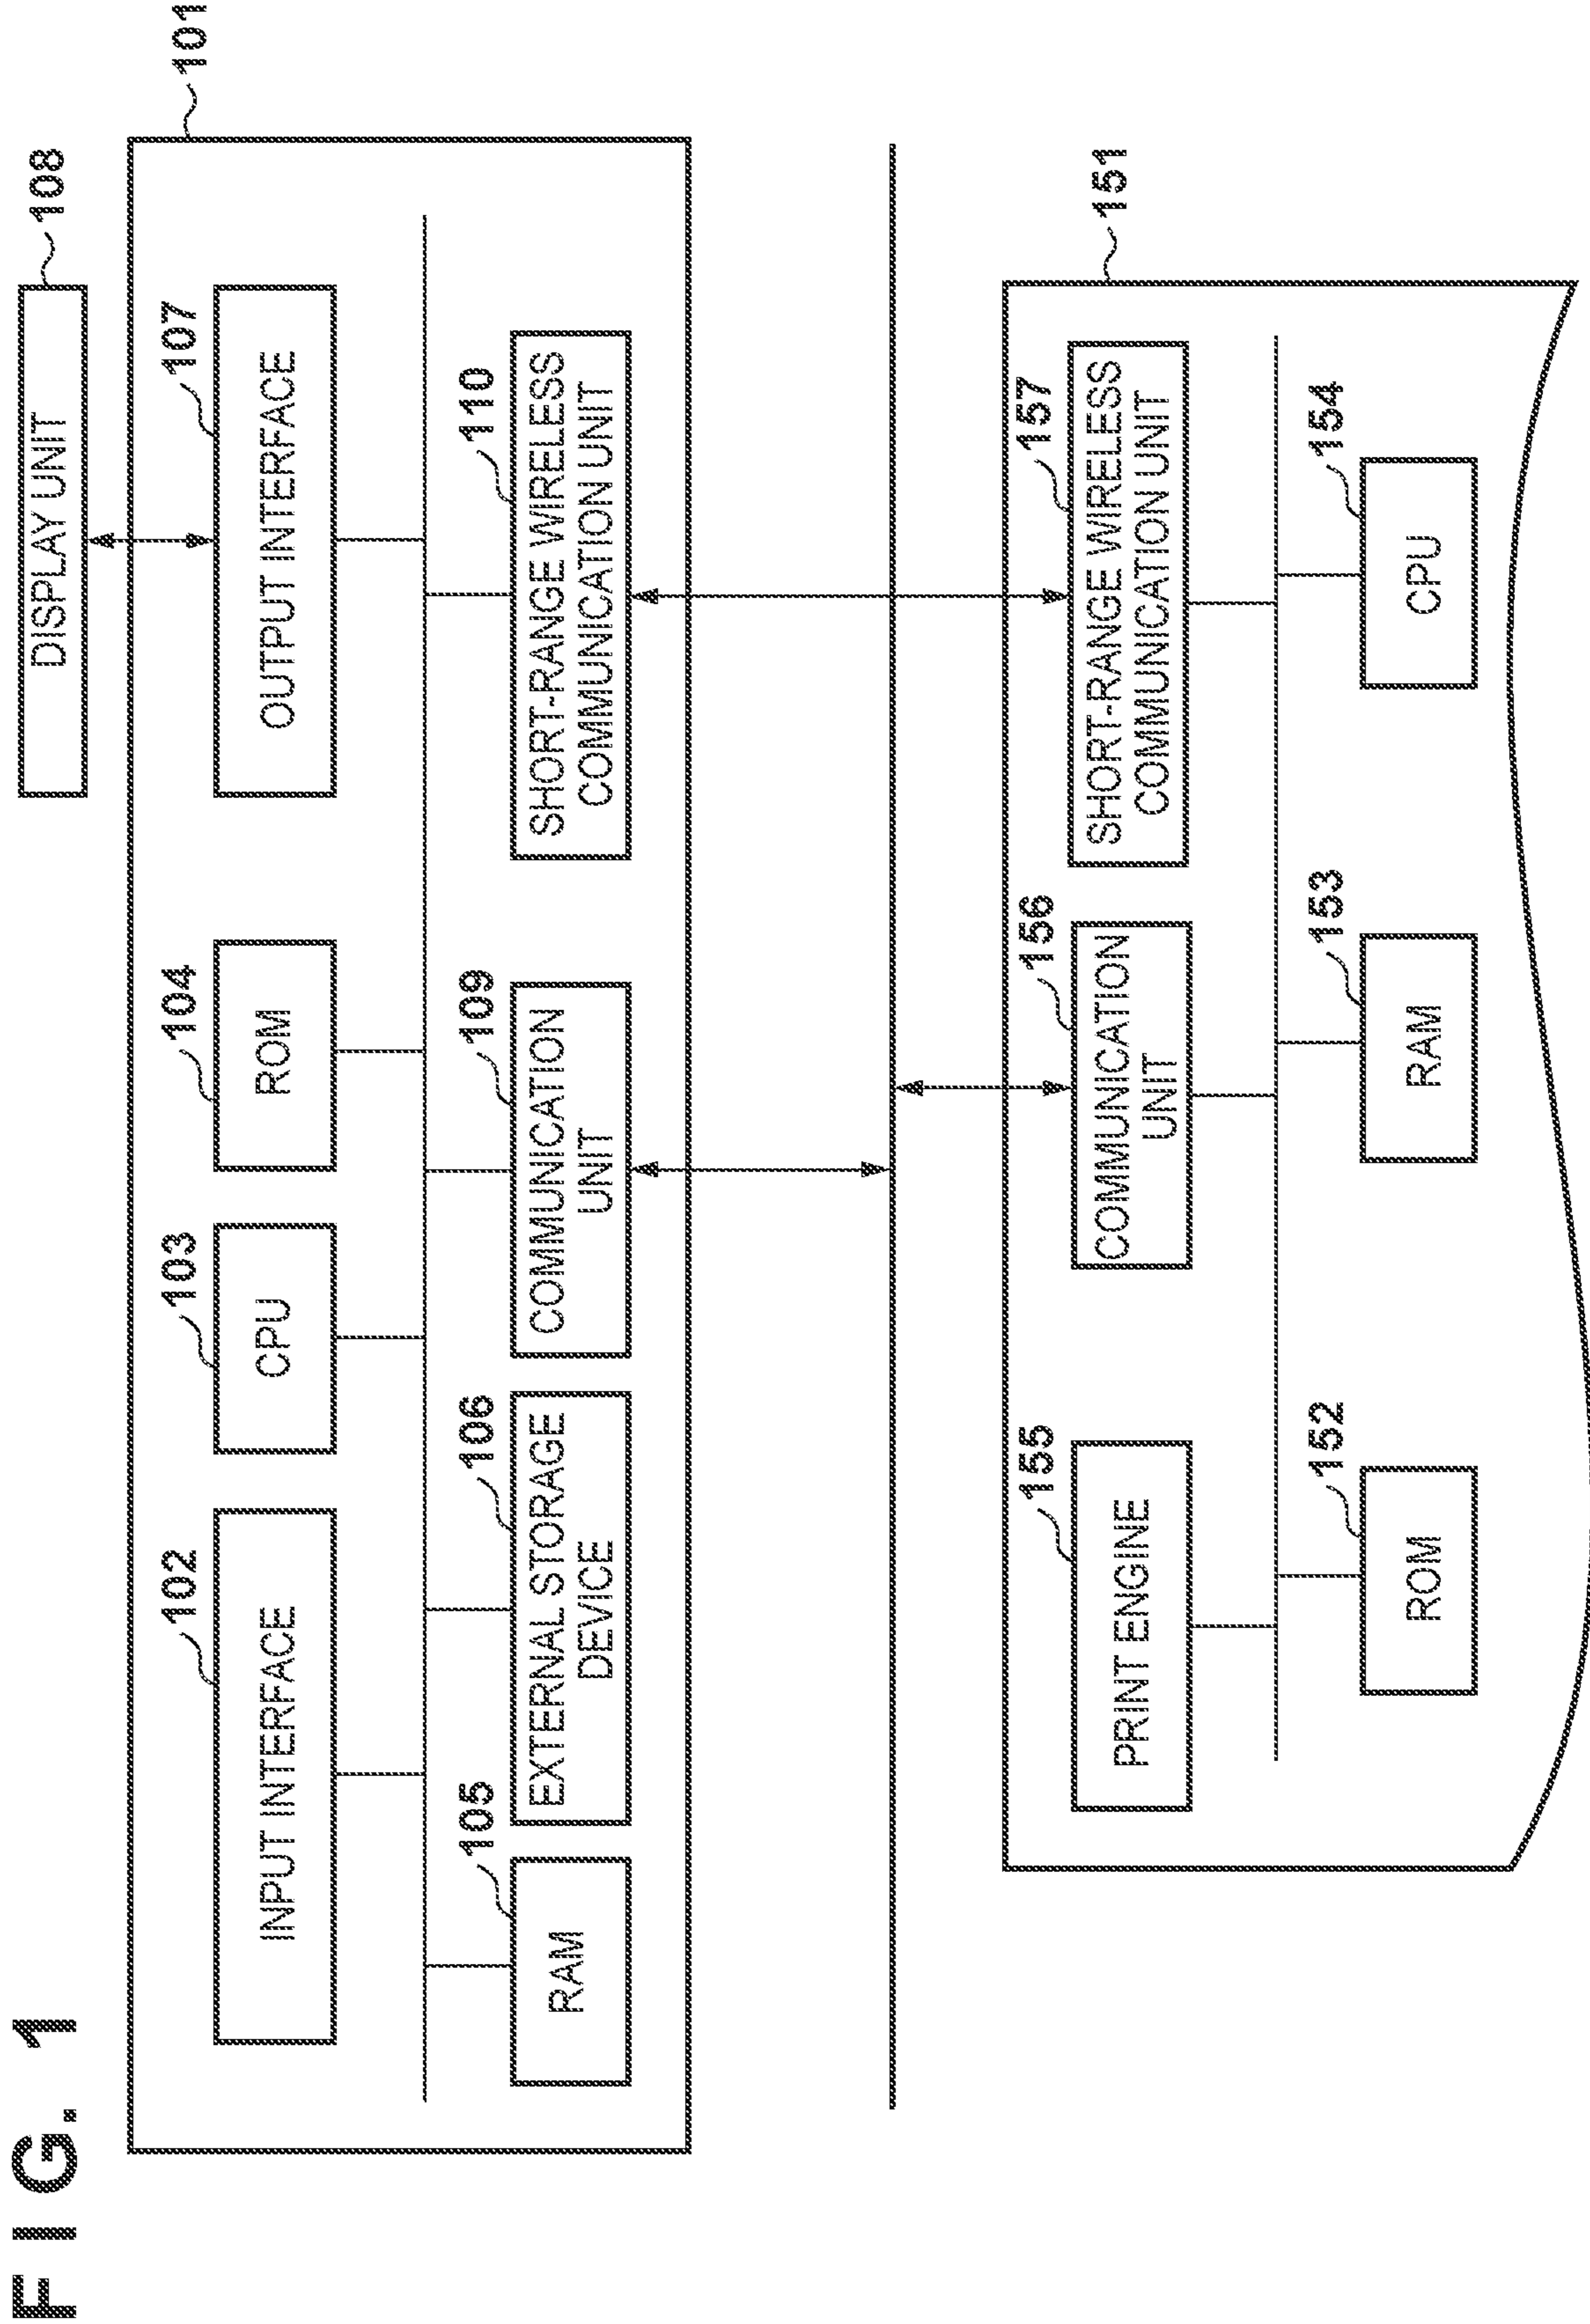 FIG. 1
DISPLAY UNIT
108
101
102
INPUT INTERFACE
103
CPU
104
ROM
107
OUTPUT INTERFACE
105
RAM
106
EXTERNAL STORAGE
DEVICE
109
COMMUNICATION
UNIT
110
SHORT-RANGE WIRELESS
COMMUNICATION UNIT
151
155
PRINT ENGINE
156
COMMUNICATION
UNIT
157
SHORT-RANGE WIRELESS
COMMUNICATION UNIT
152
ROM
153
RAM
154
CPU